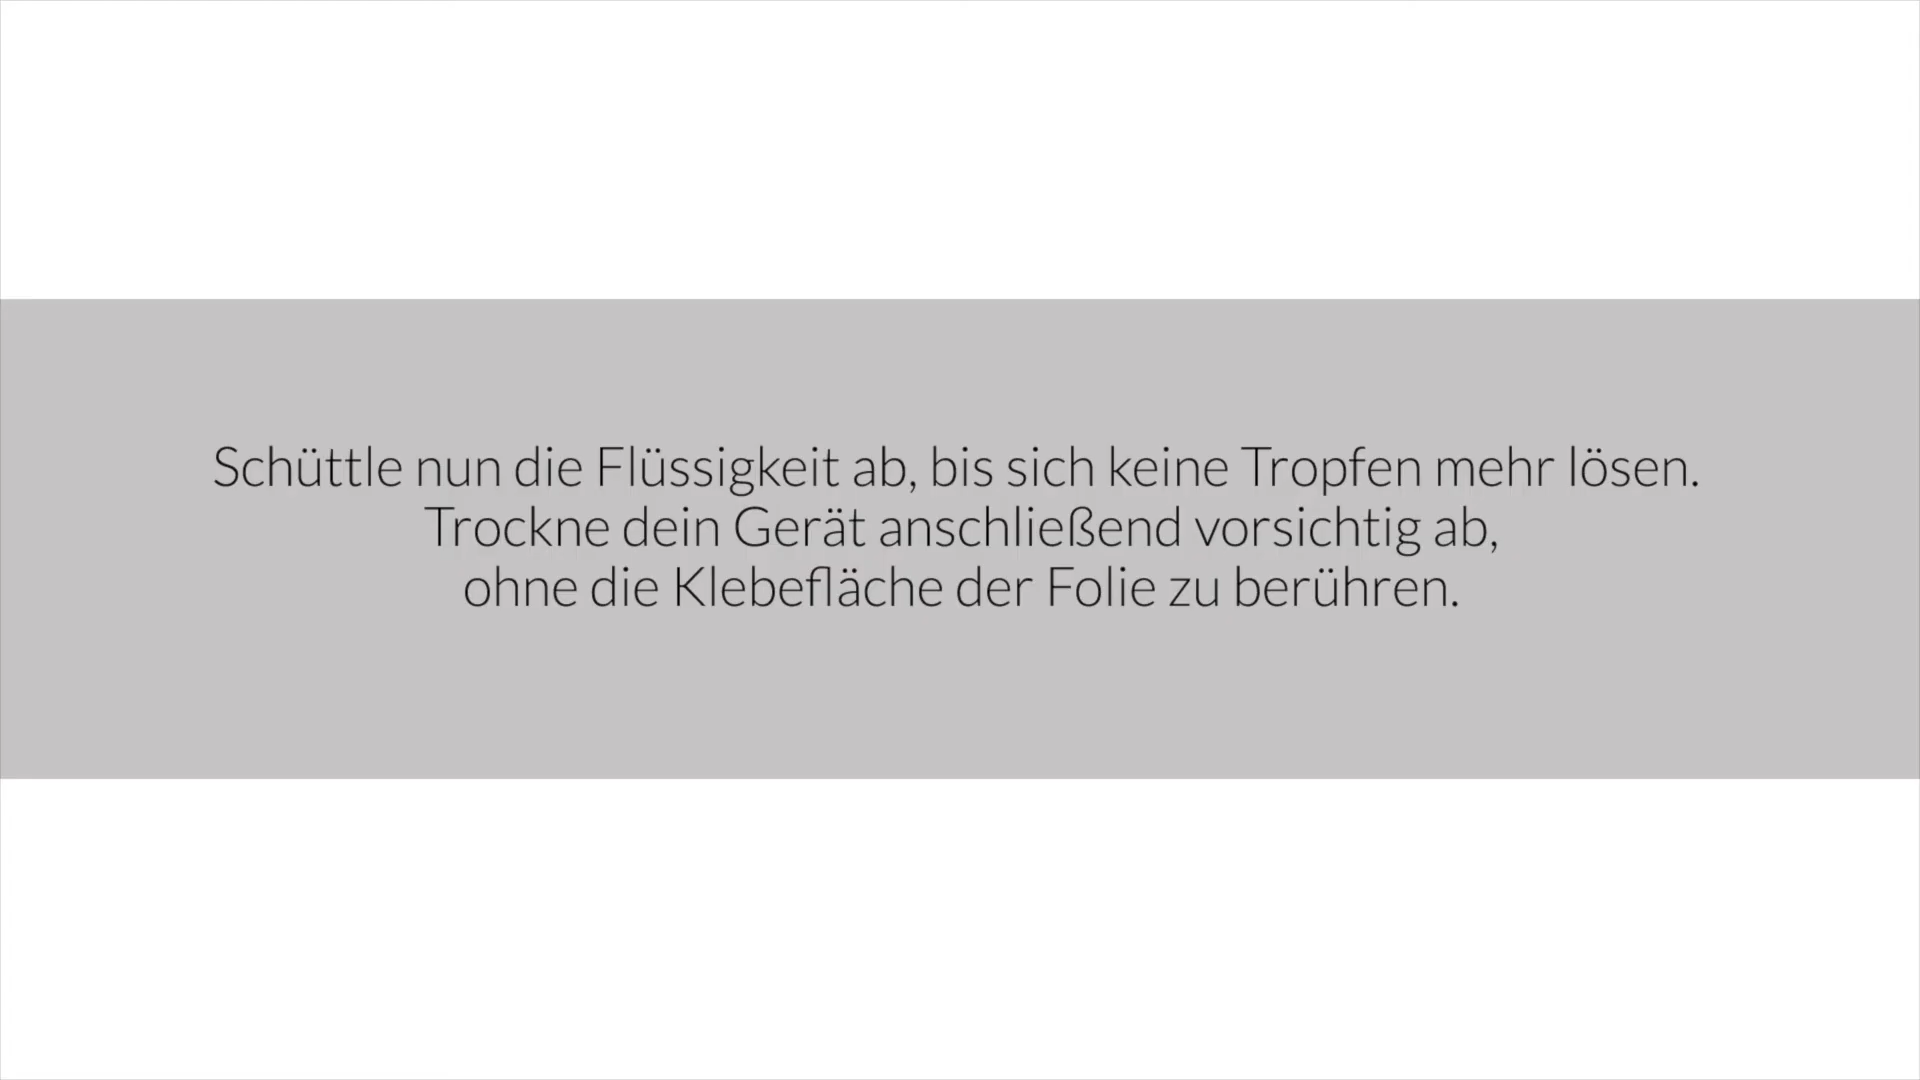 Schüttle nun die Flüssigkeit ab, bis sich keine Tropfen mehr lösen.
Trockne dein Gerät anschließend vorsichtig ab,
ohne die Klebefläche der Folie zu berühren.